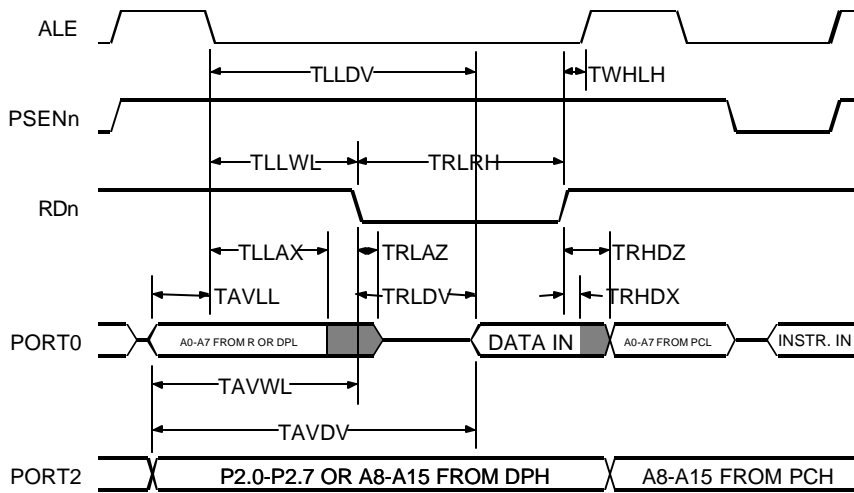 ALE
TLLDV
TWHLH
PSENn
TLLWL
TRLRH
RDn
TLLAX
TRLAZ
TRHDZ
TAVLL
TRLDV
TRHDX
PORT0
A0-A7 FROM R OR DPL
DATA IN
A0-A7 FROM PCL
INSTR. IN
TAVWL
TAVDV
PORT2
P2.0-P2.7 OR A8-A15 FROM DPH
A8-A15 FROM PCH